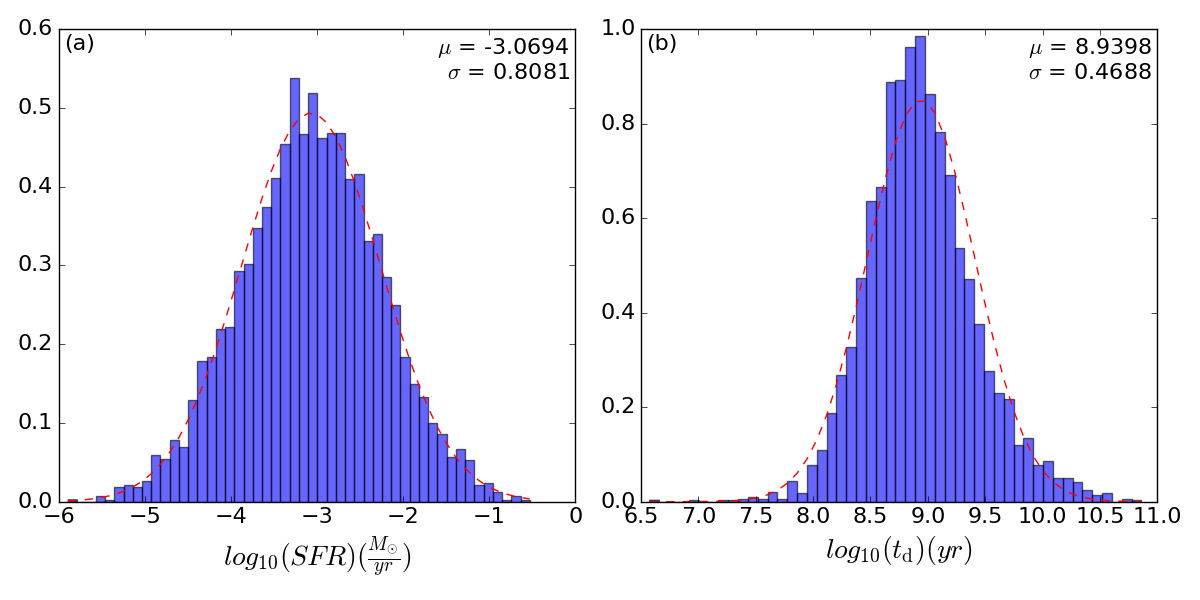 (a)
μ = -3.0694
σ = 0.8081
0.6
0.5
0.4
0.3
0.2
0.1
0.0
−6 −5 −4 −3 −2 −1 0
log₁₀(SFR)(M☉/yr)
(b)
μ = 8.9398
σ = 0.4688
1.0
0.8
0.6
0.4
0.2
0.0
6.5 7.0 7.5 8.0 8.5 9.0 9.5 10.0 10.5 11.0
log₁₀(t_d)(yr)